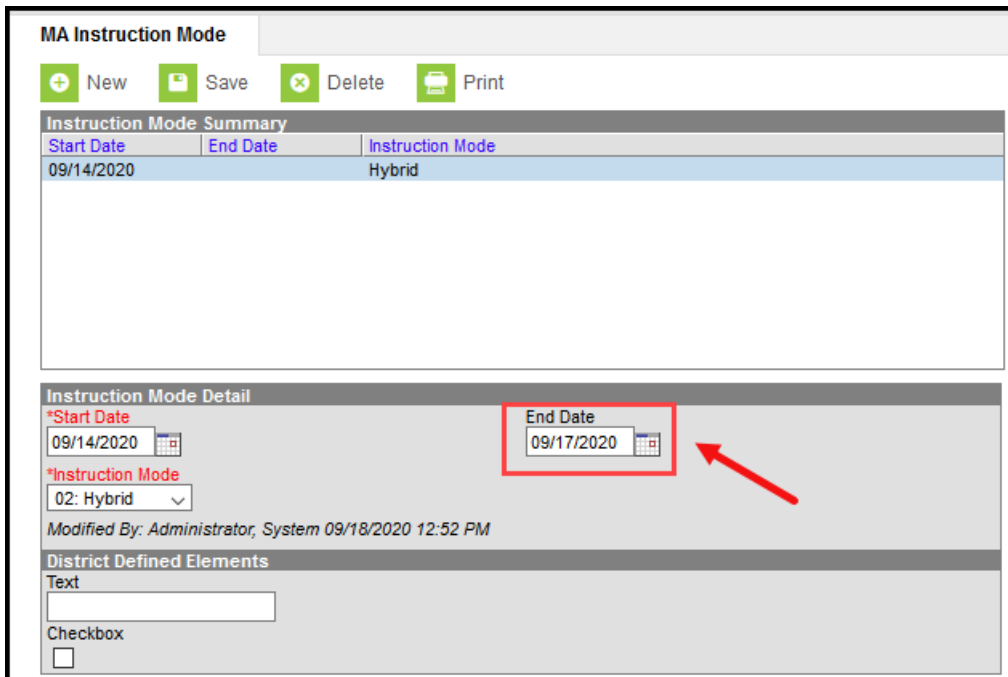 MA Instruction Mode
New Save Delete Print
Instruction Mode Summary
Start Date End Date Instruction Mode
09/14/2020 Hybrid
Instruction Mode Detail
*Start Date End Date
09/14/2020 09/17/2020
*Instruction Mode
02: Hybrid
Modified By: Administrator, System 09/18/2020 12:52 PM
District Defined Elements
Text
Checkbox